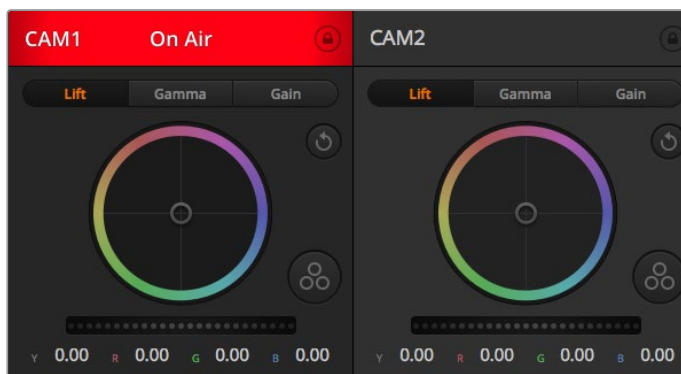 CAM1 On Air
CAM2
Lift Gamma Gain
Lift Gamma Gain
Y 0.00 R 0.00 G 0.00 B 0.00
Y 0.00 R 0.00 G 0.00 B 0.00